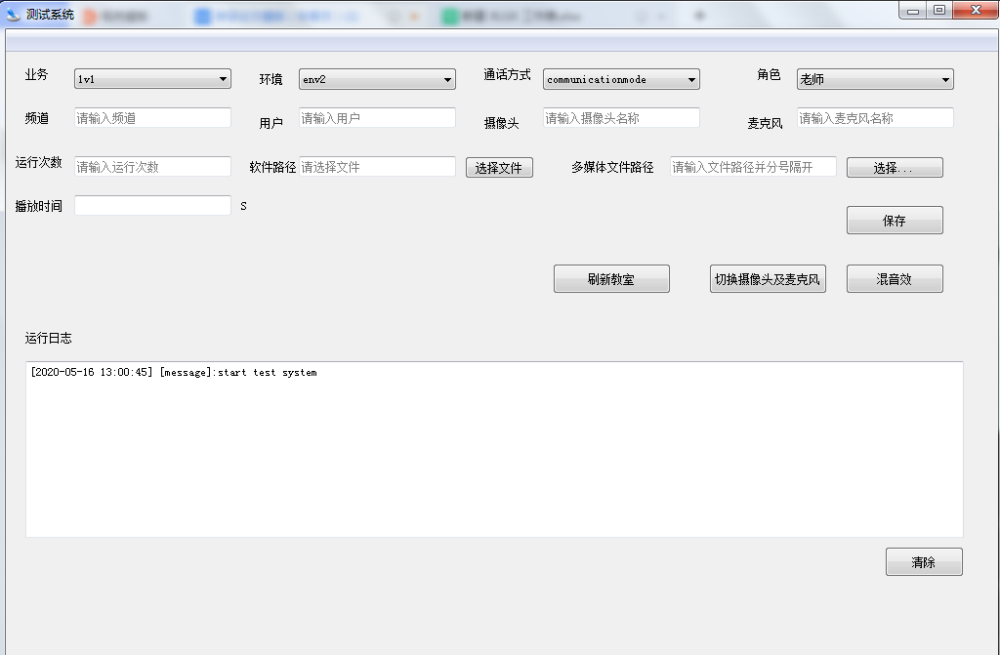 测试系统
业务 1v1 环境 env2 通话方式 communicationmode 角色 老师
频道 请输入频道 用户 请输入用户 摄像头 请输入摄像头名称 麦克风 请输入麦克风名称
运行次数 请输入运行次数 软件路径 请选择文件 选择文件 多媒体文件路径 请输入文件路径并分号隔开 选择...
播放时间 S
保存
刷新教室 切换摄像头及麦克风 混音效
运行日志
[2020-05-16 13:00:45] [message]:start test system
清除